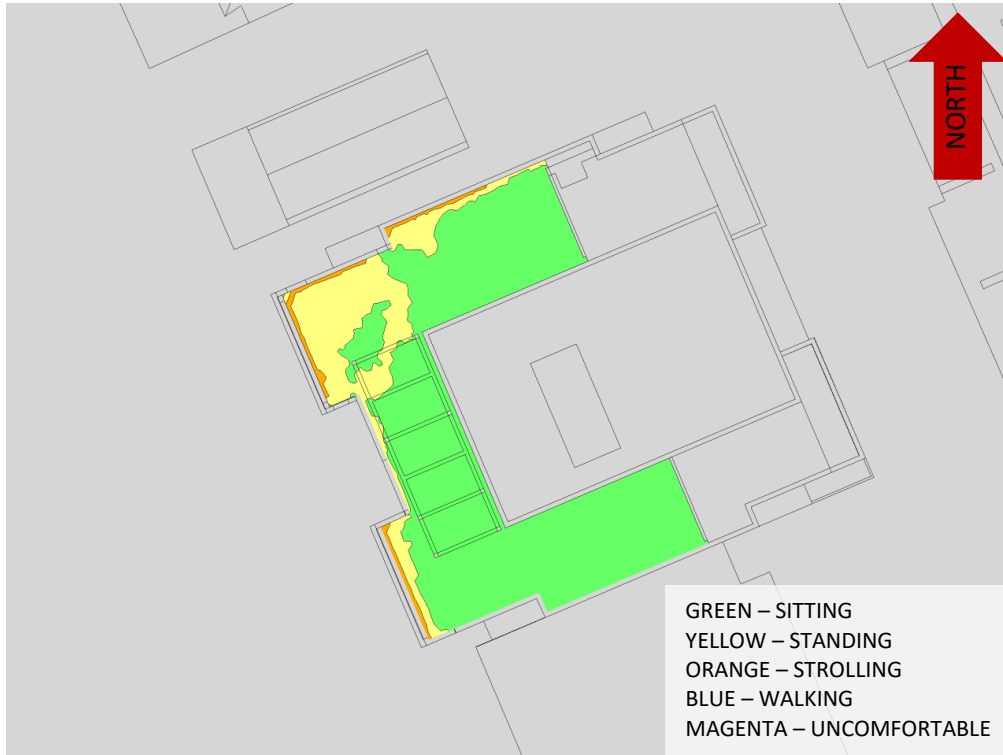 NORTH
GREEN – SITTING
YELLOW – STANDING
ORANGE – STROLLING
BLUE – WALKING
MAGENTA – UNCOMFORTABLE